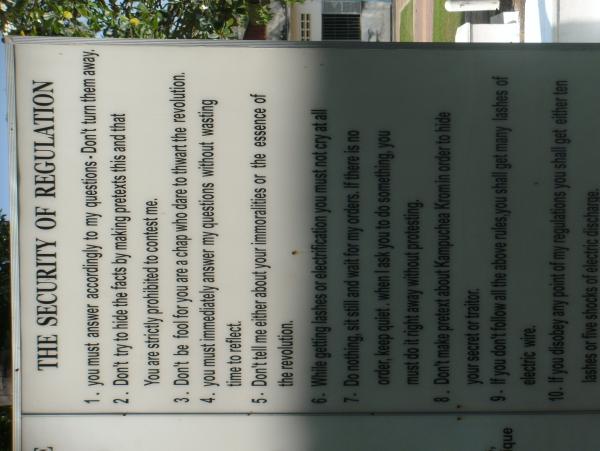 THE SECURITY OF REGULATION
1. you must answer accordingly to my questions - Don't turn them away.
2. Don't try to hide the facts by making pretexts this and that
You are strictly prohibited to contest me.
3. Don't be fool for you are a chap who dare to thwart the revolution.
4. you must immediately answer my questions without wasting
time to reflect.
5- Don't tell me either about your immoralities or the essence of
the revolution.
6. While getting lashes or electrification you must not cry at all
7- Do nothing, sit still and wait for my orders. If there is no
order, keep quiet. when I ask you to do something, you
must do it right away without protesting.
8. Don't make pretext about Kampuchea Krom in order to hide
your secret or traitor.
9- If you don't follow all the above rules,you shall get many lashes of
electric wire.
10. If you disobey any point of my regulations you shall get either ten
lashes or five shocks of electric discharge.
E
que